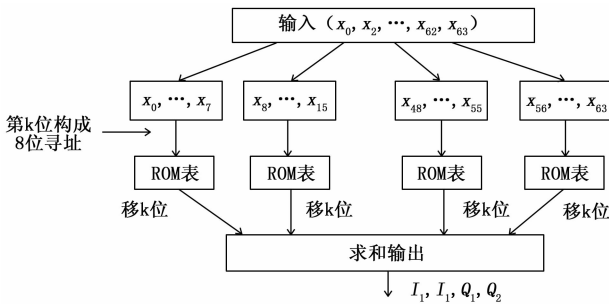 输入（x₀, x₂, ⋯, x₆₂, x₆₃）
x₀, ⋯, x₇
x₈, ⋯, x₁₅
x₄₈, ⋯, x₅₅
x₅₆, ⋯, x₆₃
第k位构成
8位寻址
ROM表
ROM表
ROM表
ROM表
移k位
移k位
移k位
移k位
求和输出
I₁, I₁, Q₁, Q₂